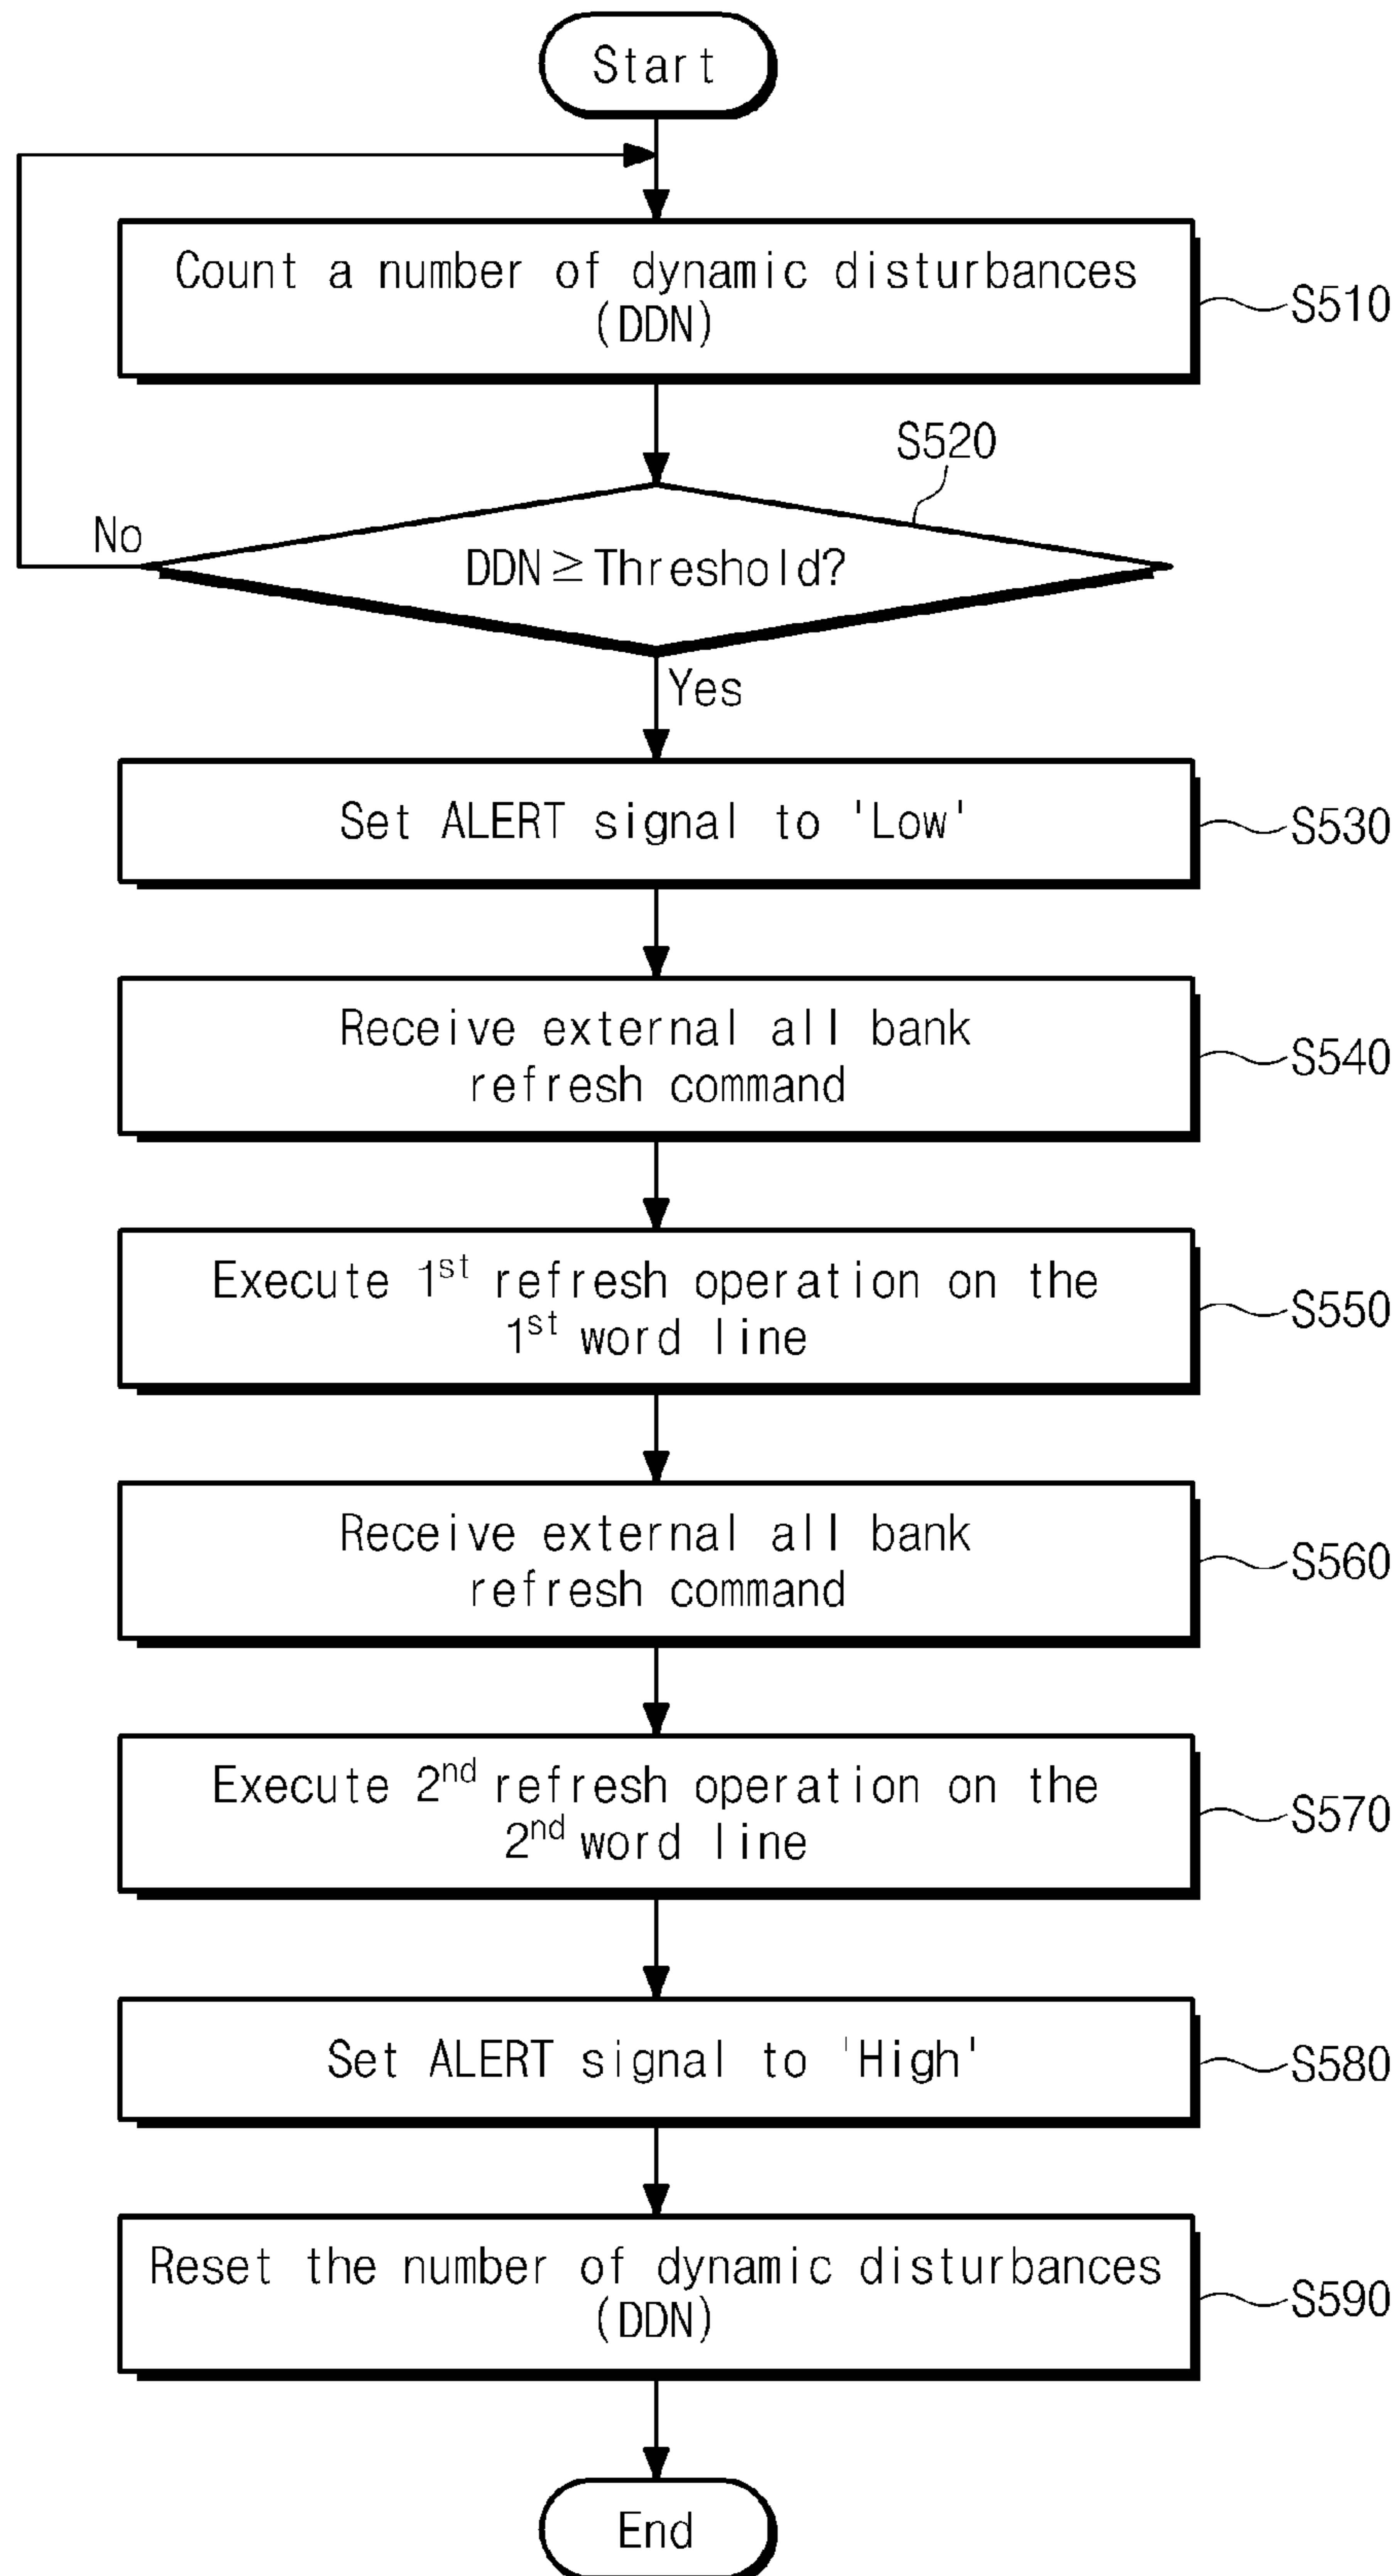 Start
Count a number of dynamic disturbances
(DDN)
S510
S520
No
DDN≥Threshold?
Yes
Set ALERT signal to 'Low'
S530
Receive external all bank
refresh command
S540
Execute 1st refresh operation on the
1st word line
S550
Receive external all bank
refresh command
S560
Execute 2nd refresh operation on the
2nd word line
S570
Set ALERT signal to 'High'
S580
Reset the number of dynamic disturbances
(DDN)
S590
End